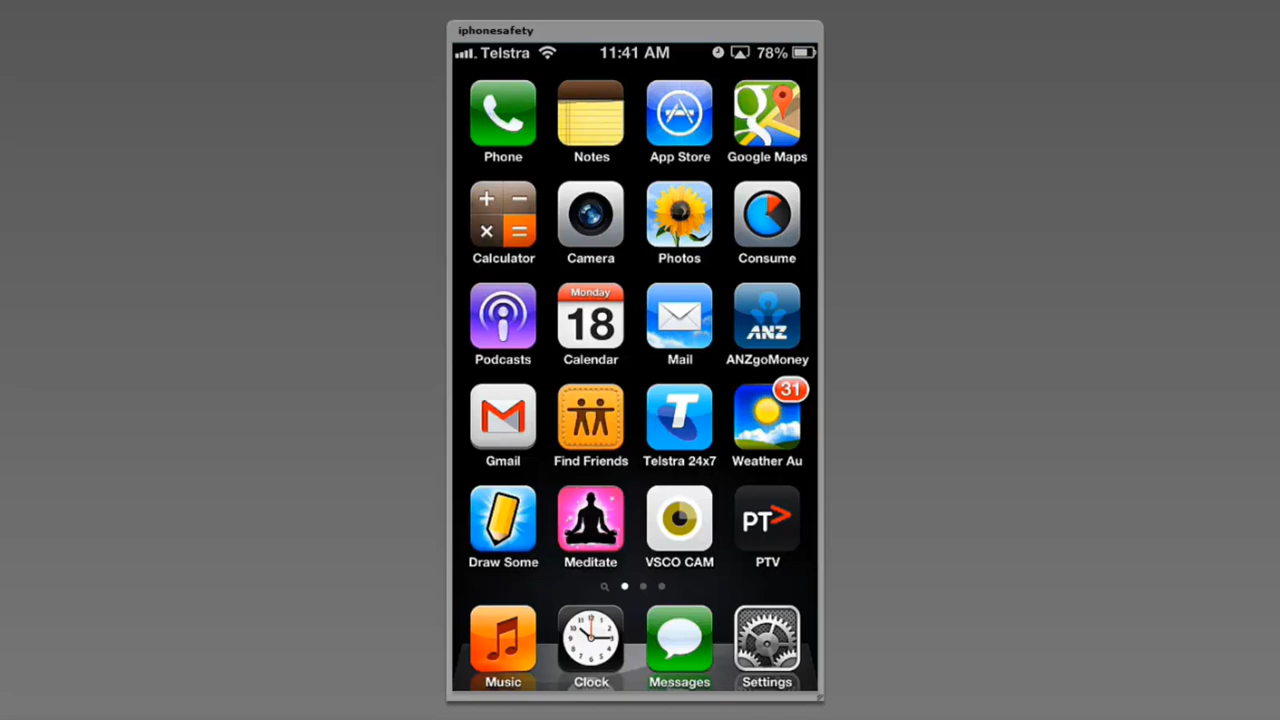 iphonesafety
Telstra 11:41 AM 78%
Phone Notes App Store Google Maps
Calculator Camera Photos Consume
Monday
18
ANZ
Podcasts Calendar Mail ANZgoMoney
31
T
Gmail Find Friends Telstra 24x7 Weather Au
PT>
Draw Some Meditate VSCO CAM PTV
Music Clock Messages Settings